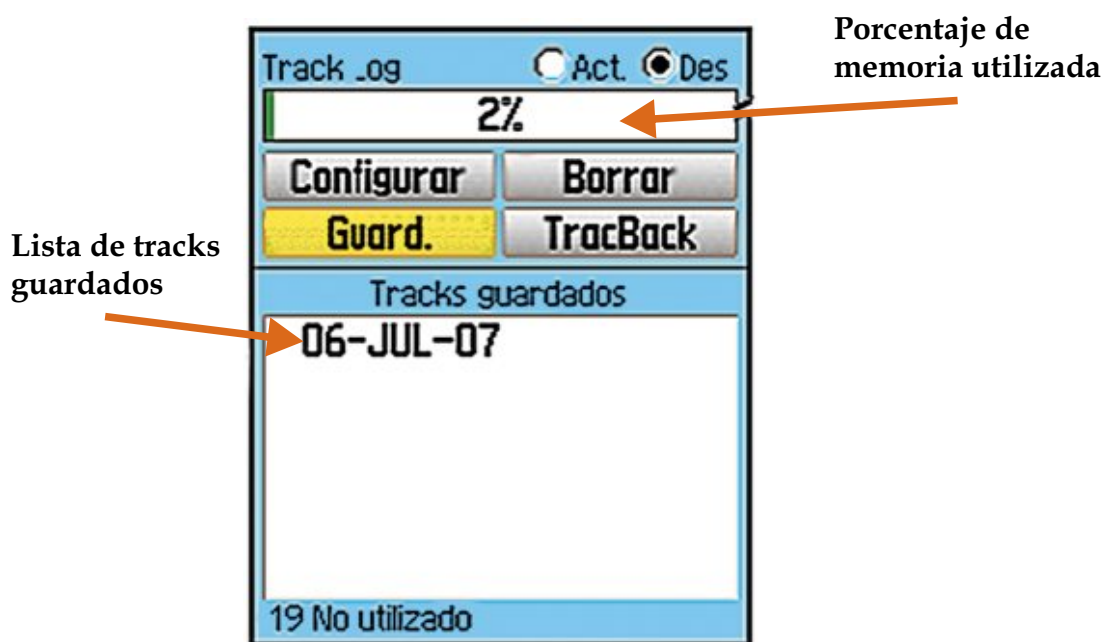 Porcentaje de
memoria utilizada
Track _og
Act.
Des
2%
Configurar
Borrar
Guard.
TracBack
Lista de tracks
guardados
Tracks guardados
06-JUL-07
19 No utilizado